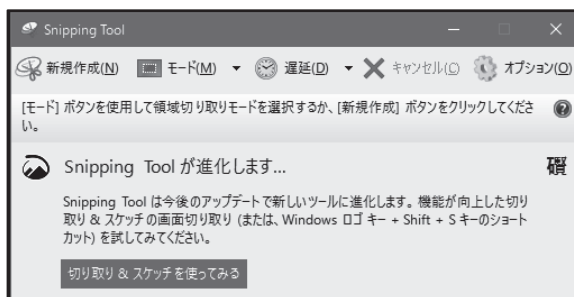 Snipping Tool
新規作成(N) モード(M) 遅延(D) キャンセル(C) オプション(O)
[モード] ボタンを使用して領域切り取りモードを選択するか、[新規作成] ボタンをクリックしてくださ
い。
Snipping Tool が進化します...
Snipping Tool は今後のアップデートで新しいツールに進化します。機能が向上した切り
取り & スケッチの画面切り取り (または、Windows ロゴ キー + Shift + S キーのショート
カット) を試してみてください。
切り取り & スケッチを使ってみる